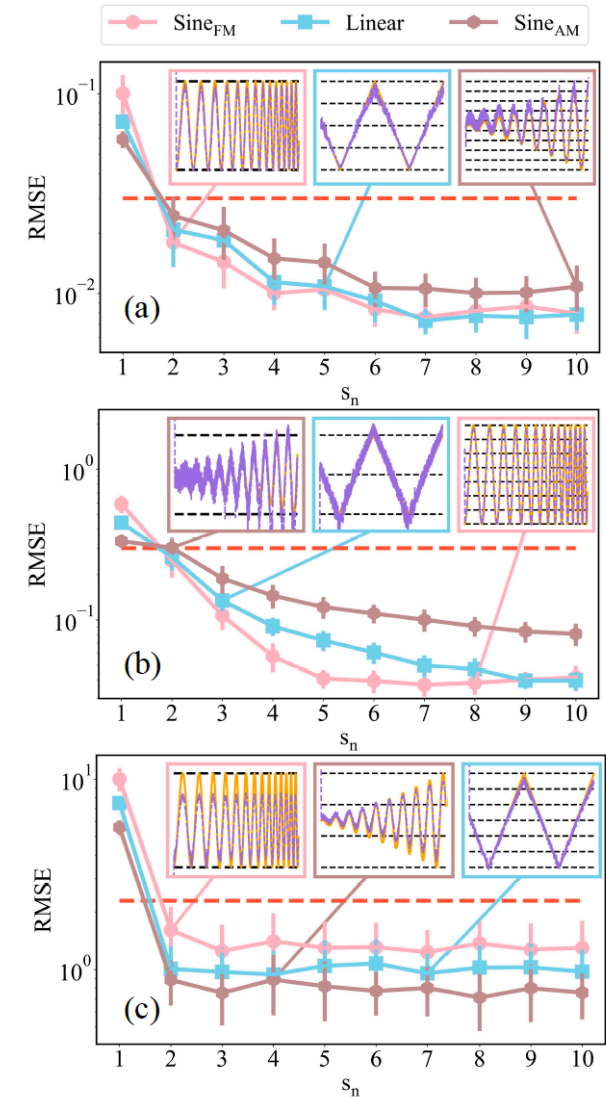 Sine_FM Linear Sine_AM
10^-1
10^-2
RMSE
(a)
1 2 3 4 5 6 7 8 9 10
s_n
10^0
10^-1
RMSE
(b)
1 2 3 4 5 6 7 8 9 10
s_n
10^1
10^0
RMSE
(c)
1 2 3 4 5 6 7 8 9 10
s_n